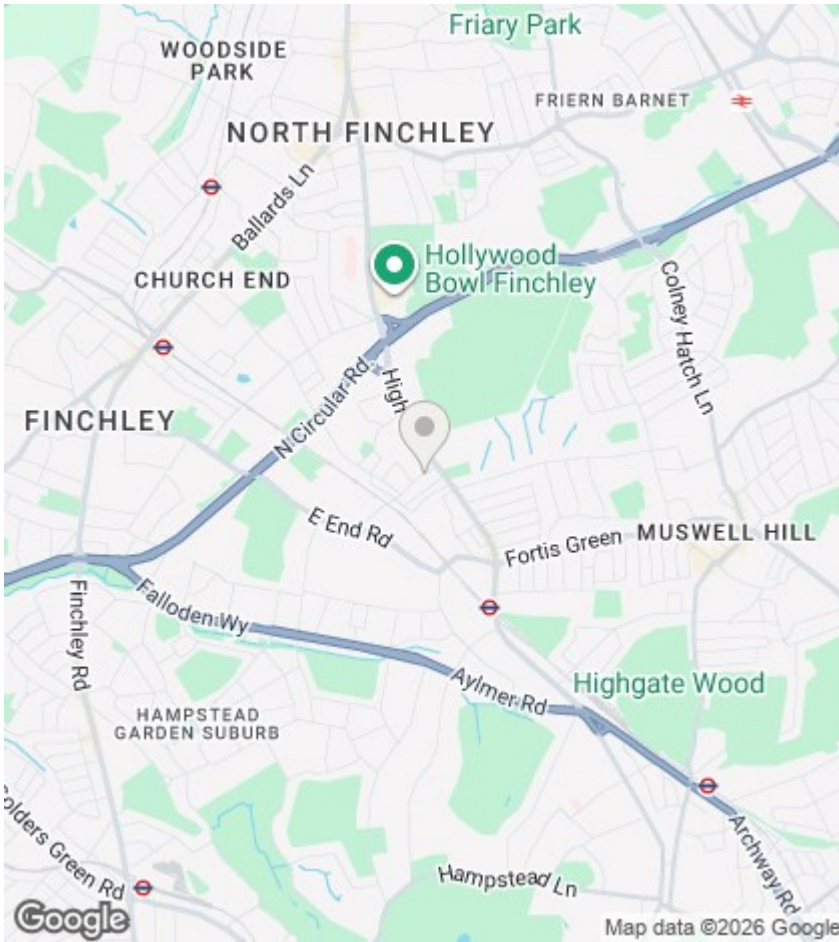 Friary Park
WOODSIDE
PARK
FRIERN BARNET
NORTH FINCHLEY
Ballards Ln
Hollywood
Bowl Finchley
CHURCH END
Colney Hatch Ln
N Circular Rd
High
FINCHLEY
E End Rd
Fortis Green
MUSWELL HILL
Falloden Wy
Finchley Rd
Aylmer Rd
Highgate Wood
HAMPSTEAD
GARDEN SUBURB
olders Green Rd
Archway Rd
Hampstead Ln
Google
Map data ©2026 Google